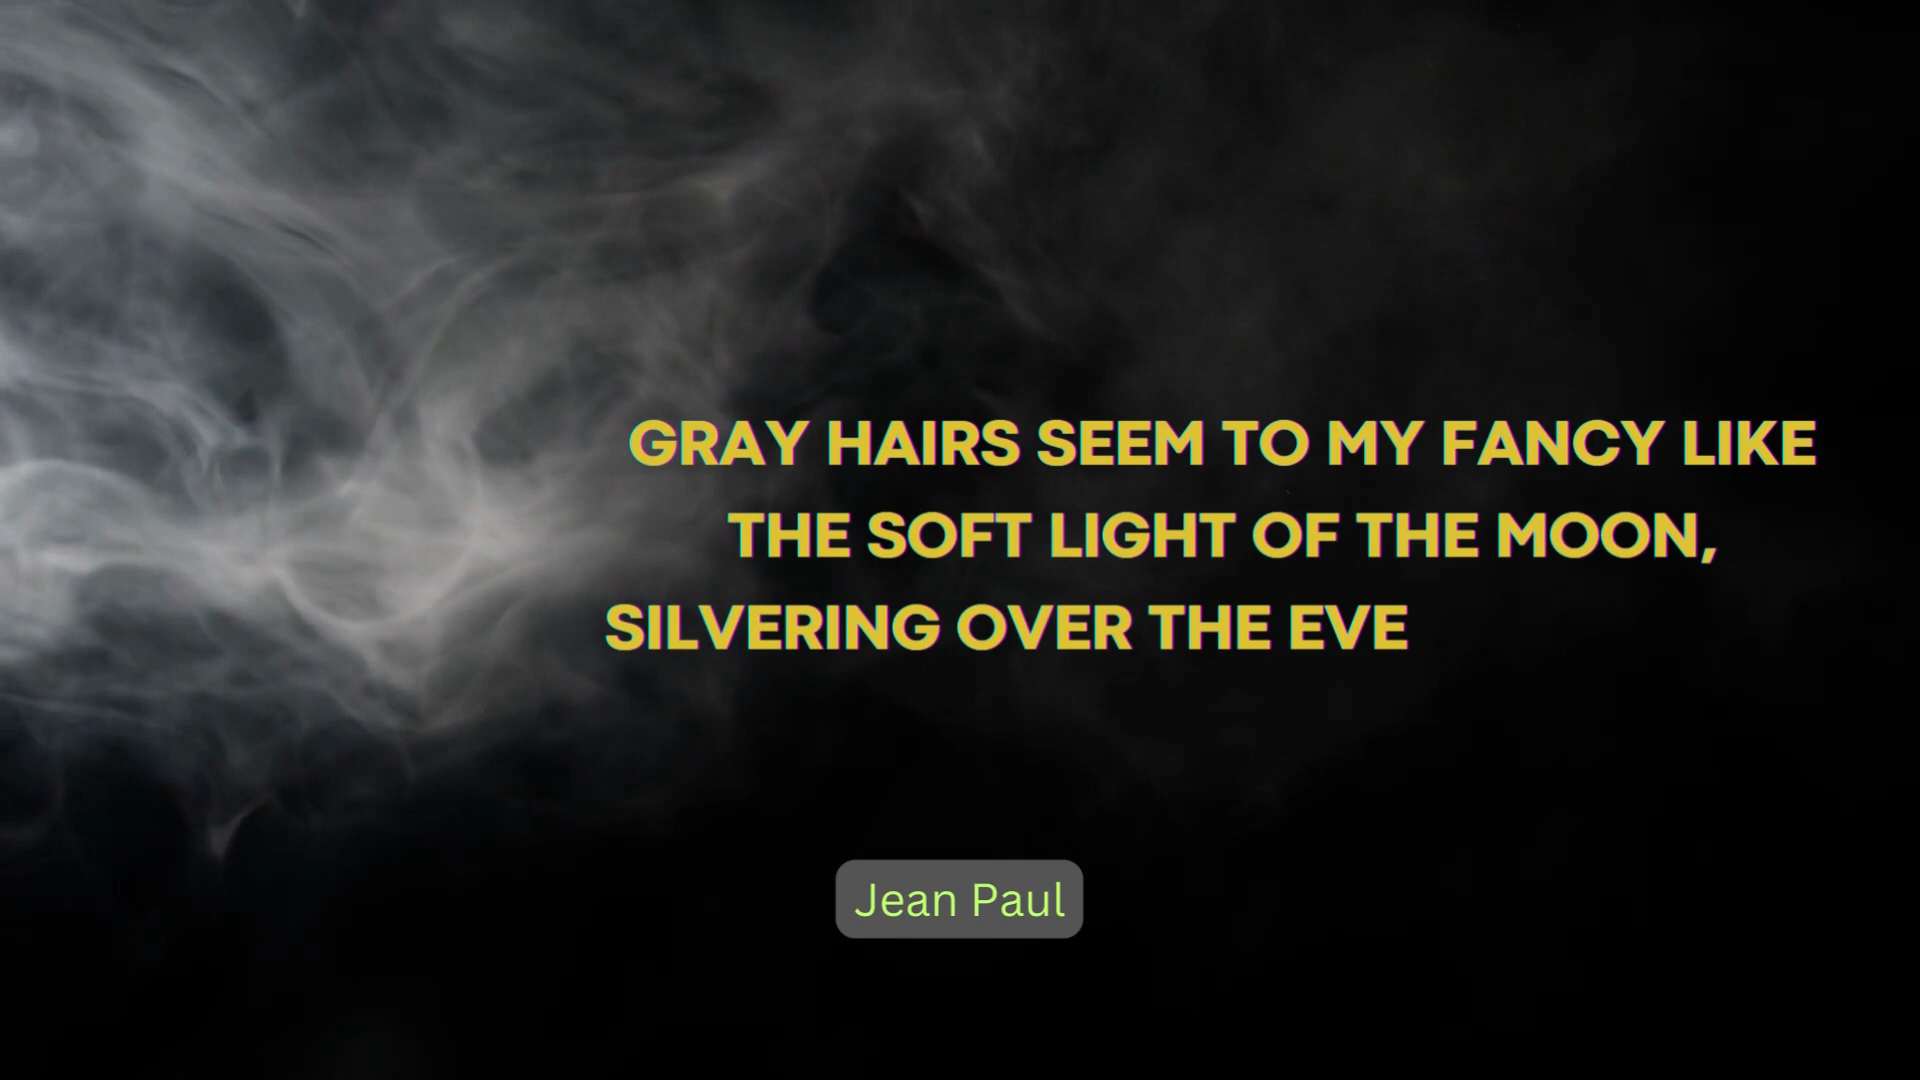 GRAY HAIRS SEEM TO MY FANCY LIKE
THE SOFT LIGHT OF THE MOON,
SILVERING OVER THE EVE
Jean Paul